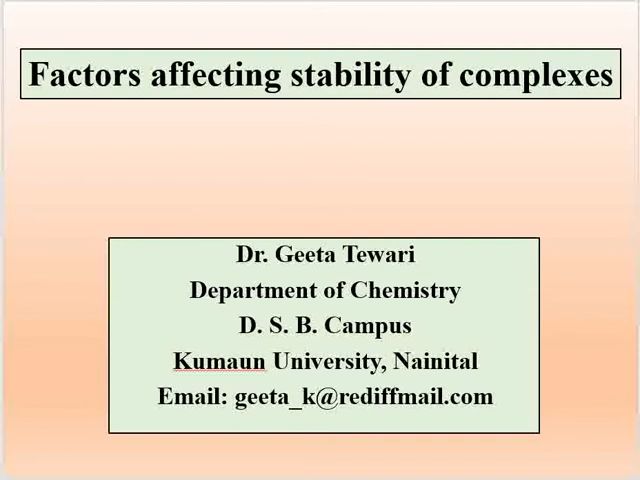 Factors affecting stability of complexes
Dr. Geeta Tewari
Department of Chemistry
D. S. B. Campus
Kumaun University, Nainital
Email: geeta_k@rediffmail.com